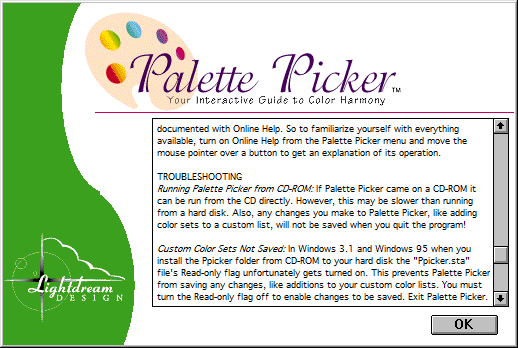 Palette Picker™
Your Interactive Guide to Color Harmony
documented with Online Help. So to familiarize yourself with everything
available, turn on Online Help from the Palette Picker menu and move the
mouse pointer over a button to get an explanation of its operation.
TROUBLESHOOTING
Running Palette Picker from CD-ROM: If Palette Picker came on a CD-ROM it
can be run from the CD directly. However, this may be slower than running
from a hard disk. Also, any changes you make to Palette Picker, like adding
color sets to a custom list, will not be saved when you quit the program!
Custom Color Sets Not Saved: In Windows 3.1 and Windows 95 when you
install the Ppicker folder from CD-ROM to your hard disk the "Ppicker.sta"
file's Read-only flag unfortunately gets turned on. This prevents Palette Picker
from saving any changes, like additions to your custom color lists. You must
turn the Read-only flag off to enable changes to be saved. Exit Palette Picker.
Lightdream
DESIGN
OK